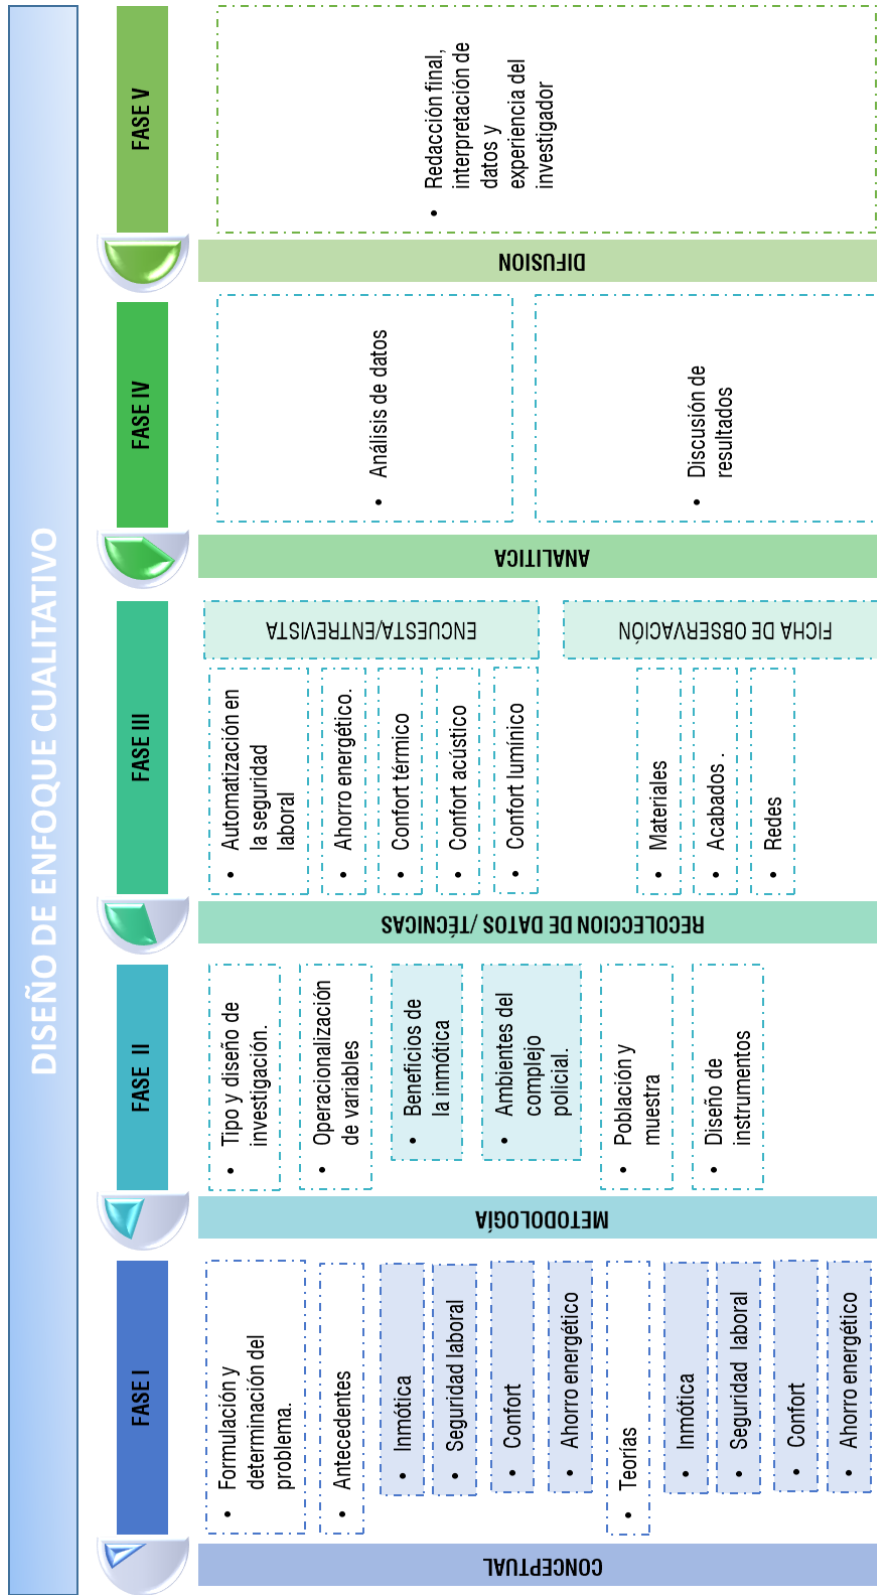 DISEÑO DE ENFOQUE CUALITATIVO
FASE I
CONCEPTUAL
• Formulación y
determinación del
problema.
• Antecedentes
• Inmótica
• Seguridad laboral
• Confort
• Ahorro energético
• Teorías
• Inmótica
• Seguridad laboral
• Confort
• Ahorro energético
FASE II
METODOLOGÍA
• Tipo y diseño de
investigación.
• Operacionalización
de variables
• Beneficios de
la inmótica
• Ambientes del
complejo
policial.
• Población y
muestra
• Diseño de
instrumentos
FASE III
RECOLECCION DE DATOS /TÉCNICAS
ENCUESTA/ENTREVISTA
• Automatización en
la seguridad
laboral
• Ahorro energético.
• Confort térmico
• Confort acústico
• Confort lumínico
FICHA DE OBSERVACIÓN
• Materiales
• Acabados .
• Redes
FASE IV
ANALITICA
• Análisis de datos
• Discusión de
resultados
FASE V
DIFUSION
• Redacción final,
interpretación de
datos y
experiencia del
investigador